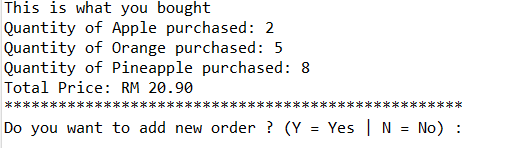 This is what you bought
Quantity of Apple purchased: 2
Quantity of Orange purchased: 5
Quantity of Pineapple purchased: 8
Total Price: RM 20.90
***************************************************
Do you want to add new order ? (Y = Yes | N = No) :